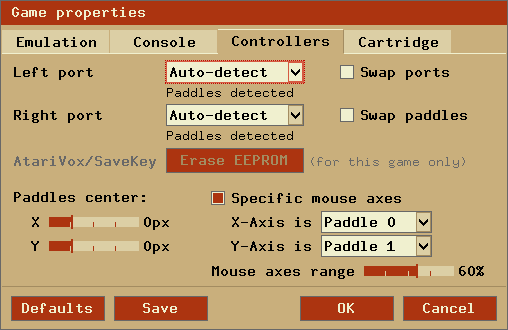 Game properties
Emulation Console Controllers Cartridge
Left port Auto-detect Swap ports
Paddles detected
Right port Auto-detect Swap paddles
Paddles detected
AtariVox/SaveKey Erase EEPROM (for this game only)
Paddles center: Specific mouse axes
X 0px X-Axis is Paddle 0
Y 0px Y-Axis is Paddle 1
Mouse axes range 60%
Defaults Save OK Cancel